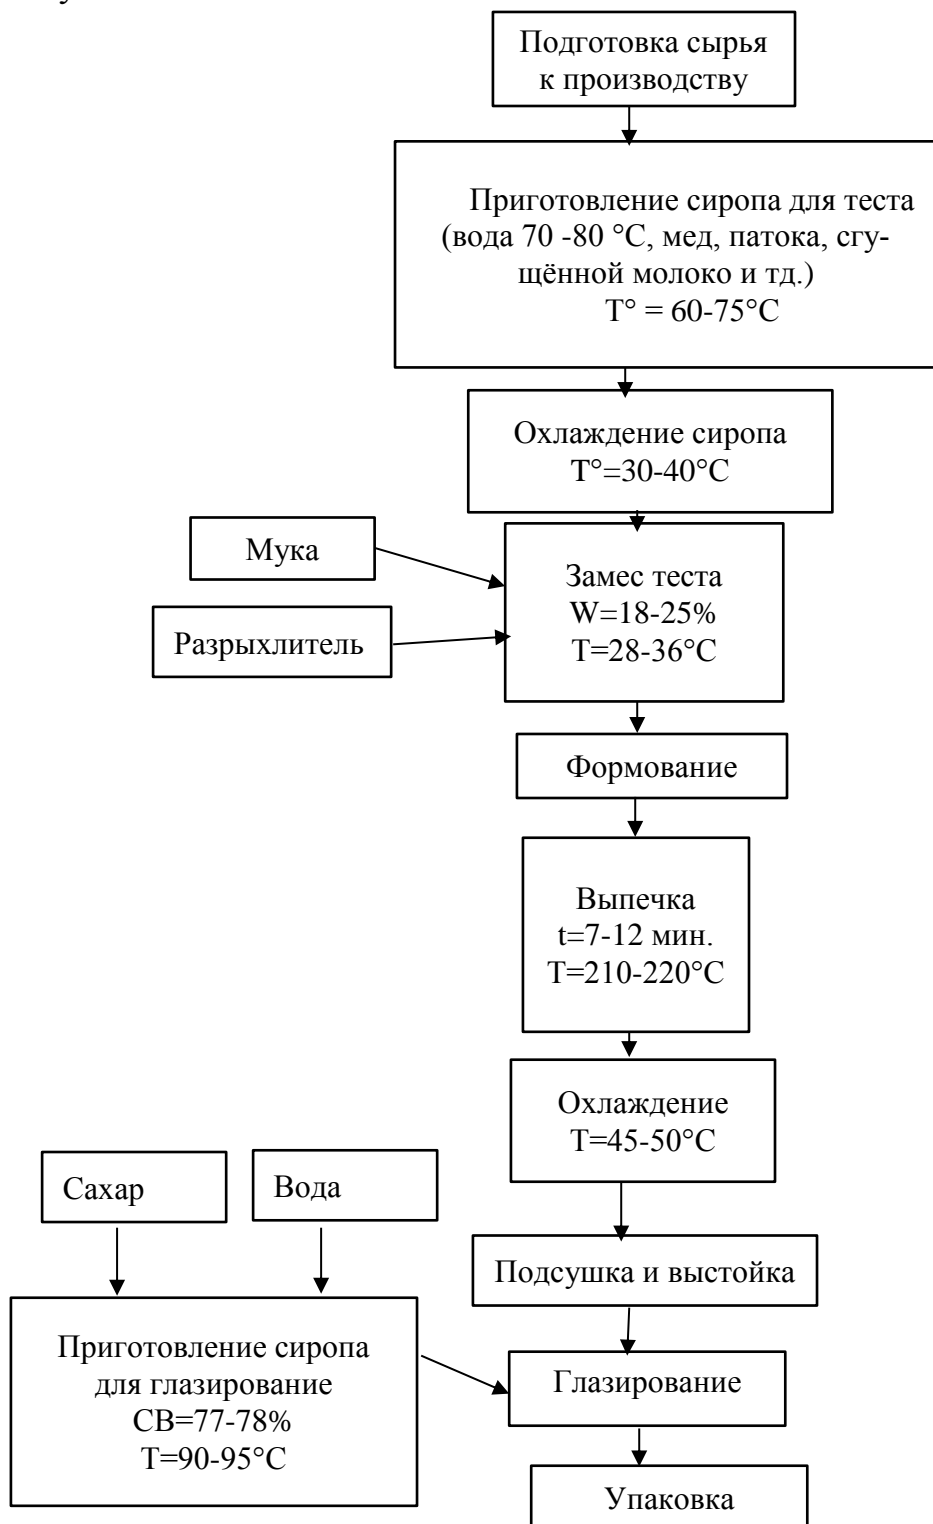 Подготовка сырья
к производству
Приготовление сиропа для теста
(вода 70 -80 °C, мед, патока, сгу-
щённой молоко и тд.)
T° = 60-75°C
Охлаждение сиропа
T°=30-40°C
Мука
Разрыхлитель
Замес теста
W=18-25%
T=28-36°C
Формование
Выпечка
t=7-12 мин.
T=210-220°C
Охлаждение
T=45-50°C
Сахар
Вода
Подсушка и выстойка
Приготовление сиропа
для глазирование
СВ=77-78%
T=90-95°C
Глазирование
Упаковка